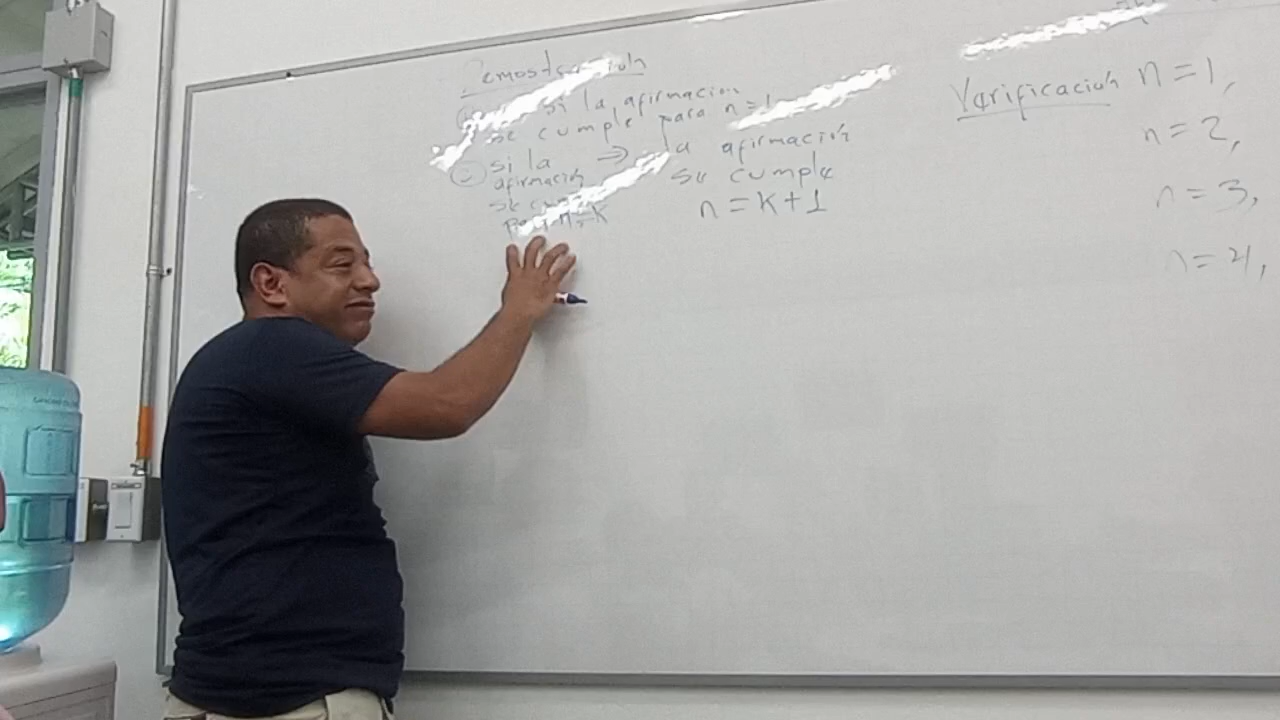 Demostración
si la afirmación
se cumple para n=1
② si la ⇒ la afirmación
afirmación se cumple
se
para n=k n=k+1
Verificación n=1,
n=2,
n=3,
n=4,